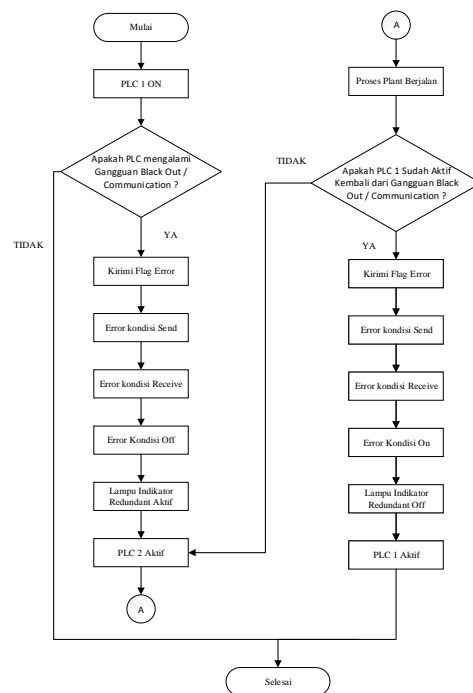 Mulai
PLC 1 ON
Apakah PLC mengalami
Gangguan Black Out /
Communication ?
TIDAK
YA
Kirimi Flag Error
Error kondisi Send
Error kondisi Receive
Error Kondisi Off
Lampu Indikator
Redundant Aktif
PLC 2 Aktif
A
A
Proses Plant Berjalan
TIDAK
Apakah PLC 1 Sudah Aktif
Kembali dari Gangguan Black
Out / Communication ?
YA
Kirimi Flag Error
Error kondisi Send
Error kondisi Receive
Error Kondisi On
Lampu Indikator
Redundant Off
PLC 1 Aktif
Selesai